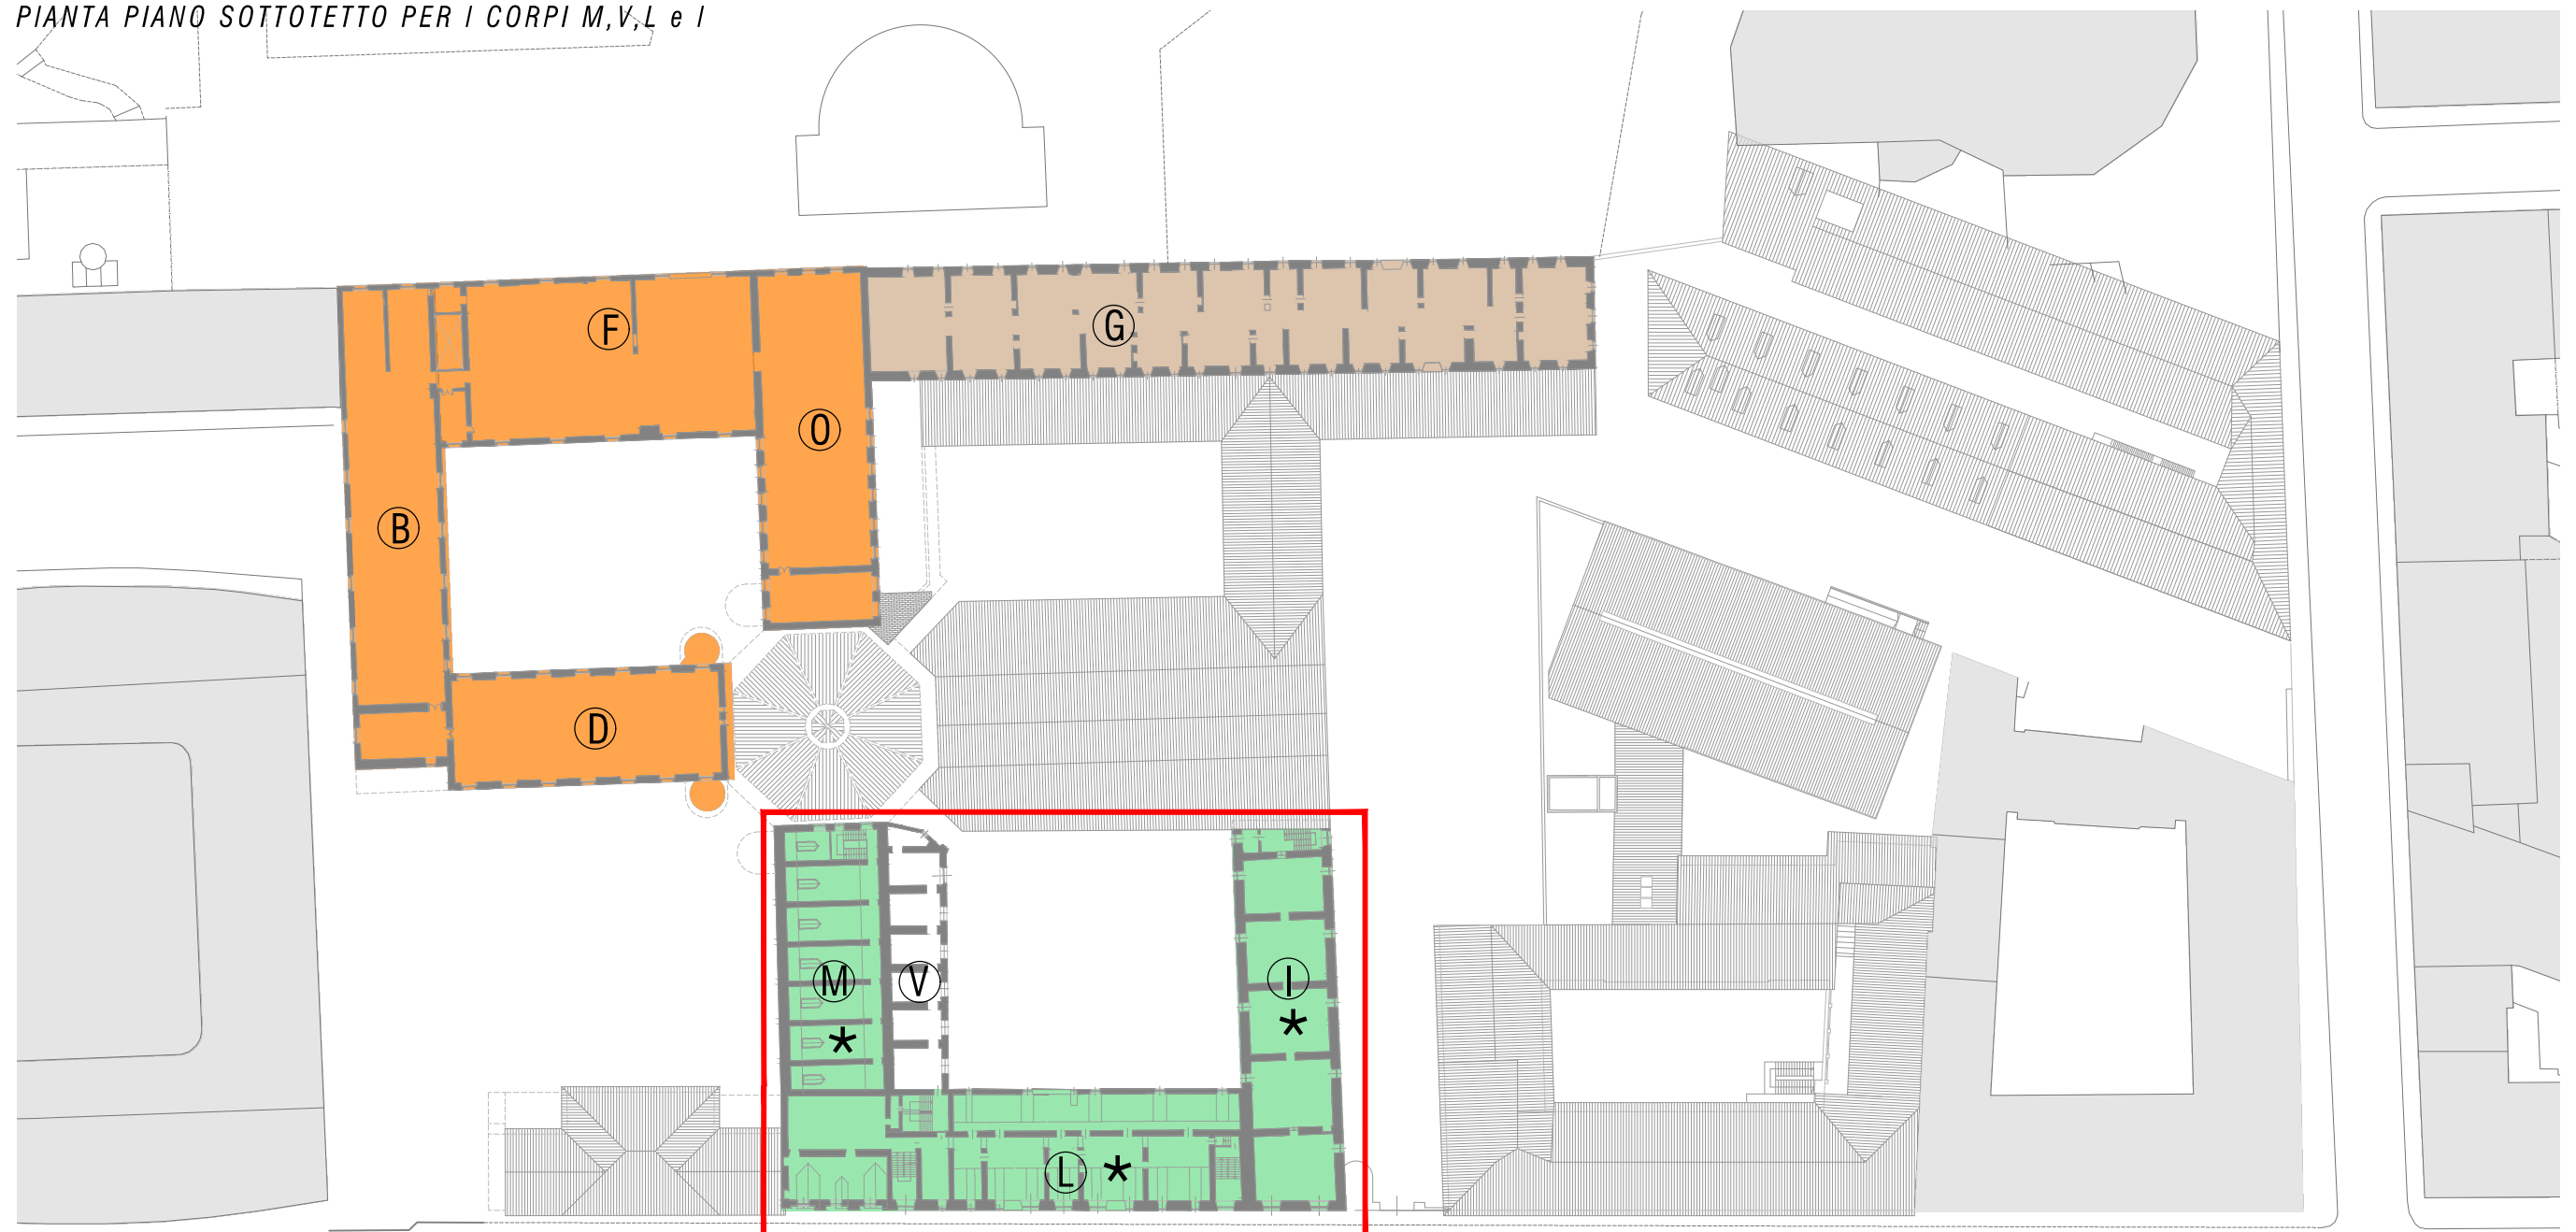 PIANTA PIANO SOTTOTETTO PER I CORPI M,V,L e I
F
G
O
B
D
M
V
I
*
*
L *